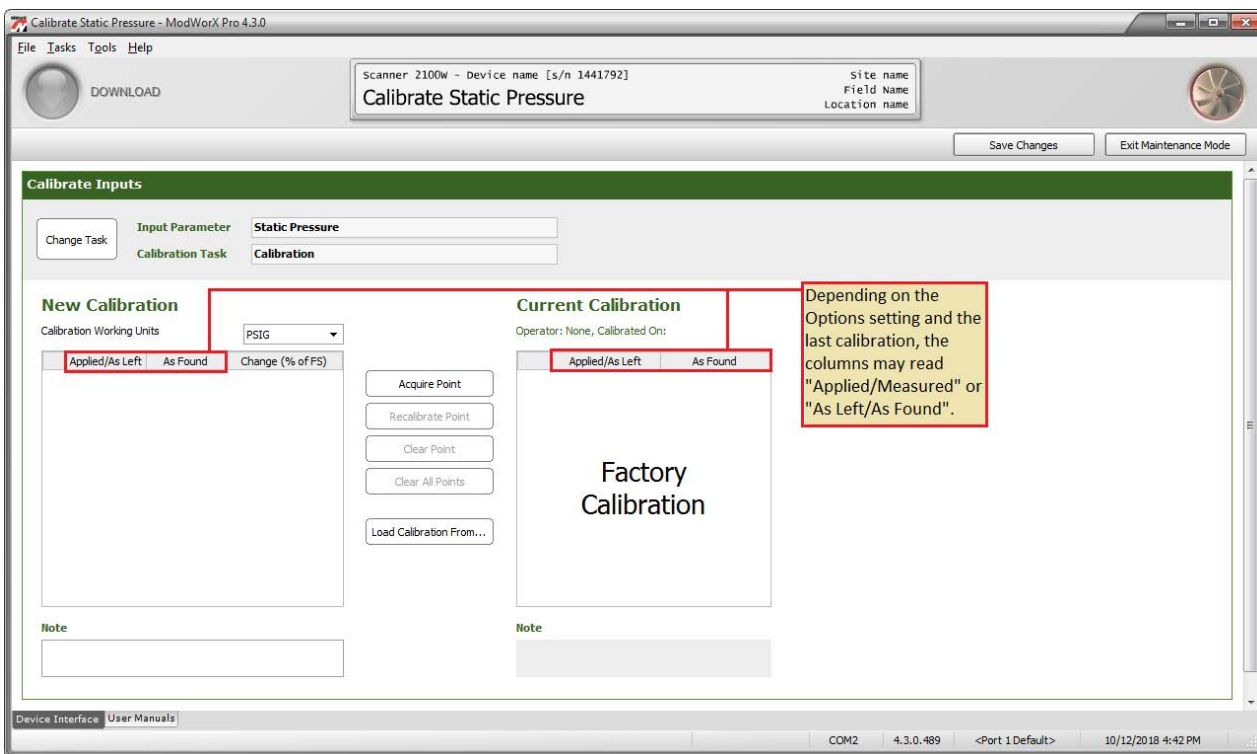 Calibrate Static Pressure - ModWorX Pro 4.3.0
File Tasks Tools Help
DOWNLOAD
Scanner 2100W - Device name [s/n 1441792]
Calibrate Static Pressure
Site name
Field Name
Location name
Save Changes
Exit Maintenance Mode
Calibrate Inputs
Change Task
Input Parameter
Static Pressure
Calibration Task
Calibration
New Calibration
Calibration Working Units
PSIG
Applied/As Left As Found Change (% of FS)
Acquire Point
Recalibrate Point
Clear Point
Clear All Points
Load Calibration From...
Note
Current Calibration
Operator: None, Calibrated On:
Applied/As Left As Found
Factory
Calibration
Note
Depending on the
Options setting and the
last calibration, the
columns may read
"Applied/Measured" or
"As Left/As Found".
Device Interface User Manuals
COM2 4.3.0.489 <Port 1 Default> 10/12/2018 4:42 PM